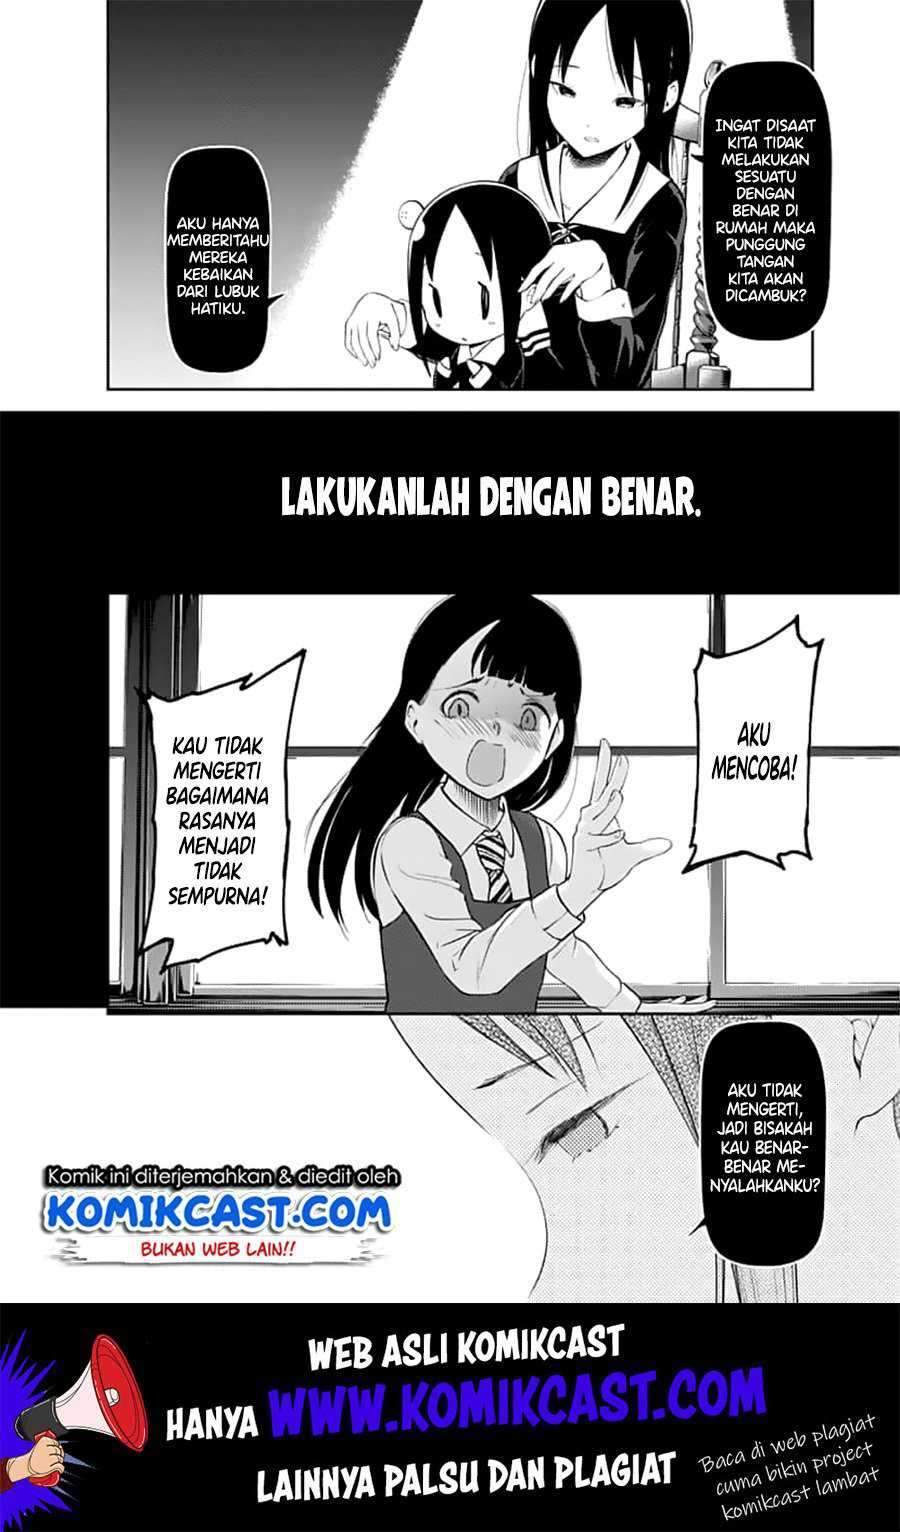 INGAT DISAAT
KITA TIDAK
MELAKUKAN
SESUATU
DENGAN
BENAR DI
RUMAH MAKA
PUNGGUNG
TANGAN
KITA AKAN
DICAMBUK?
AKU HANYA
MEMBERITAHU
MEREKA
KEBAIKAN
DARI LUBUK
HATIKU.
LAKUKANLAH DENGAN BENAR.
AKU
MENCOBA!
KAU TIDAK
MENGERTI
BAGAIMANA
RASANYA
MENJADI
TIDAK
SEMPURNA!
AKU TIDAK
MENGERTI,
JADI BISAKAH
KAU BENAR-
BENAR ME-
NYALAHKANKU?
Komik ini diterjemahkan & diedit oleh
KOMIKCAST.COM
BUKAN WEB LAIN!!
WEB ASLI KOMIKCAST
HANYA WWW.KOMIKCAST.COM
LAINNYA PALSU DAN PLAGIAT
Baca di web plagiat
cuma bikin project
komikcast lambat